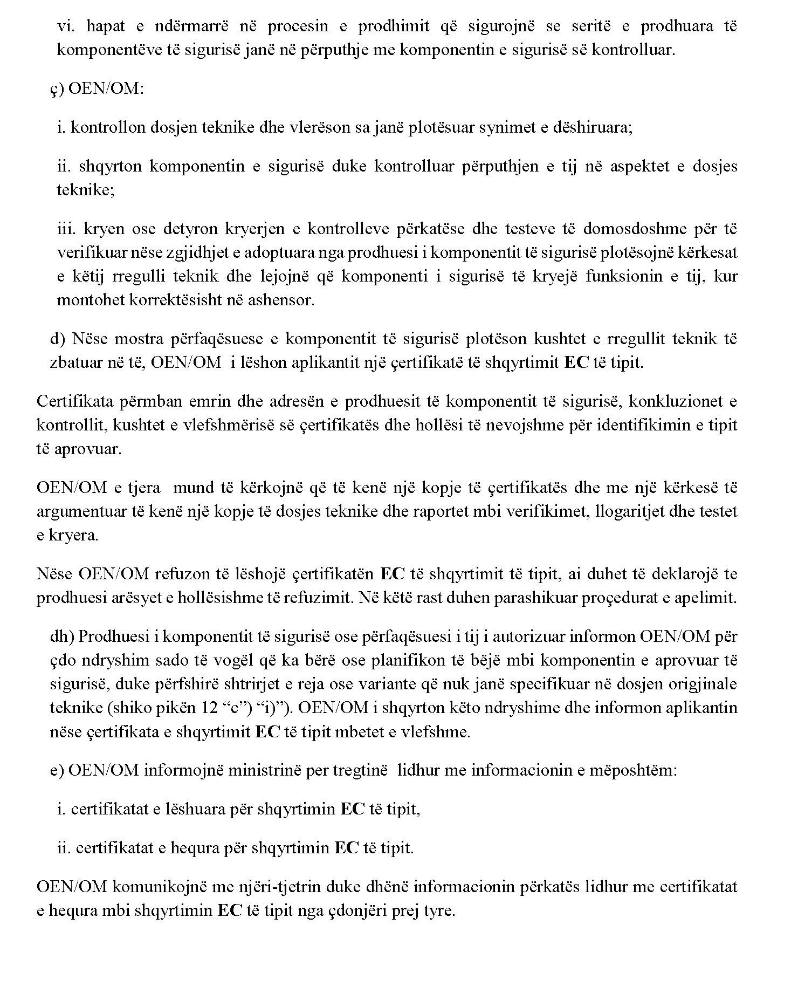 vi. hapat e ndërmarrë në procesin e prodhimit që sigurojnë se seritë e prodhuara të
komponentëve të sigurisë janë në përputhje me komponentin e sigurisë së kontrolluar.
ç) OEN/OM:
i. kontrollon dosjen teknike dhe vlerëson sa janë plotësuar synimet e dëshiruara;
ii. shqyrton komponentin e sigurisë duke kontrolluar përputhjen e tij në aspektet e dosjes
teknike;
iii. kryen ose detyron kryerjen e kontrolleve përkatëse dhe testeve të domosdoshme për të
verifikuar nëse zgjidhjet e adoptuara nga prodhuesi i komponentit të sigurisë plotësojnë kërkesat
e këtij rregulli teknik dhe lejojnë që komponenti i sigurisë të kryejë funksionin e tij, kur
montohet korrektësisht në ashensor.
d) Nëse mostra përfaqësuese e komponentit të sigurisë plotëson kushtet e rregullit teknik të
zbatuar në të, OEN/OM  i lëshon aplikantit një çertifikatë të shqyrtimit EC të tipit.
Certifikata përmban emrin dhe adresën e prodhuesit të komponentit të sigurisë, konkluzionet e
kontrollit, kushtet e vlefshmërisë së çertifikatës dhe hollësi të nevojshme për identifikimin e tipit
të aprovuar.
OEN/OM e tjera  mund të kërkojnë që të kenë një kopje të çertifikatës dhe me një kërkesë të
argumentuar të kenë një kopje të dosjes teknike dhe raportet mbi verifikimet, llogaritjet dhe testet
e kryera.
Nëse OEN/OM refuzon të lëshojë çertifikatën EC të shqyrtimit të tipit, ai duhet të deklarojë te
prodhuesi arësyet e hollësishme të refuzimit. Në këtë rast duhen parashikuar proçedurat e apelimit.
dh) Prodhuesi i komponentit të sigurisë ose përfaqësuesi i tij i autorizuar informon OEN/OM për
çdo ndryshim sado të vogël që ka bërë ose planifikon të bëjë mbi komponentin e aprovuar të
sigurisë, duke përfshirë shtrirjet e reja ose variante që nuk janë specifikuar në dosjen origjinale
teknike (shiko pikën 12 “c”) “i)”). OEN/OM i shqyrton këto ndryshime dhe informon aplikantin
nëse çertifikata e shqyrtimit EC të tipit mbetet e vlefshme.
e) OEN/OM informojnë ministrinë per tregtinë  lidhur me informacionin e mëposhtëm:
i. certifikatat e lëshuara për shqyrtimin EC të tipit,
ii. certifikatat e hequra për shqyrtimin EC të tipit.
OEN/OM komunikojnë me njëri-tjetrin duke dhënë informacionin përkatës lidhur me certifikatat
e hequra mbi shqyrtimin EC të tipit nga çdonjëri prej tyre.